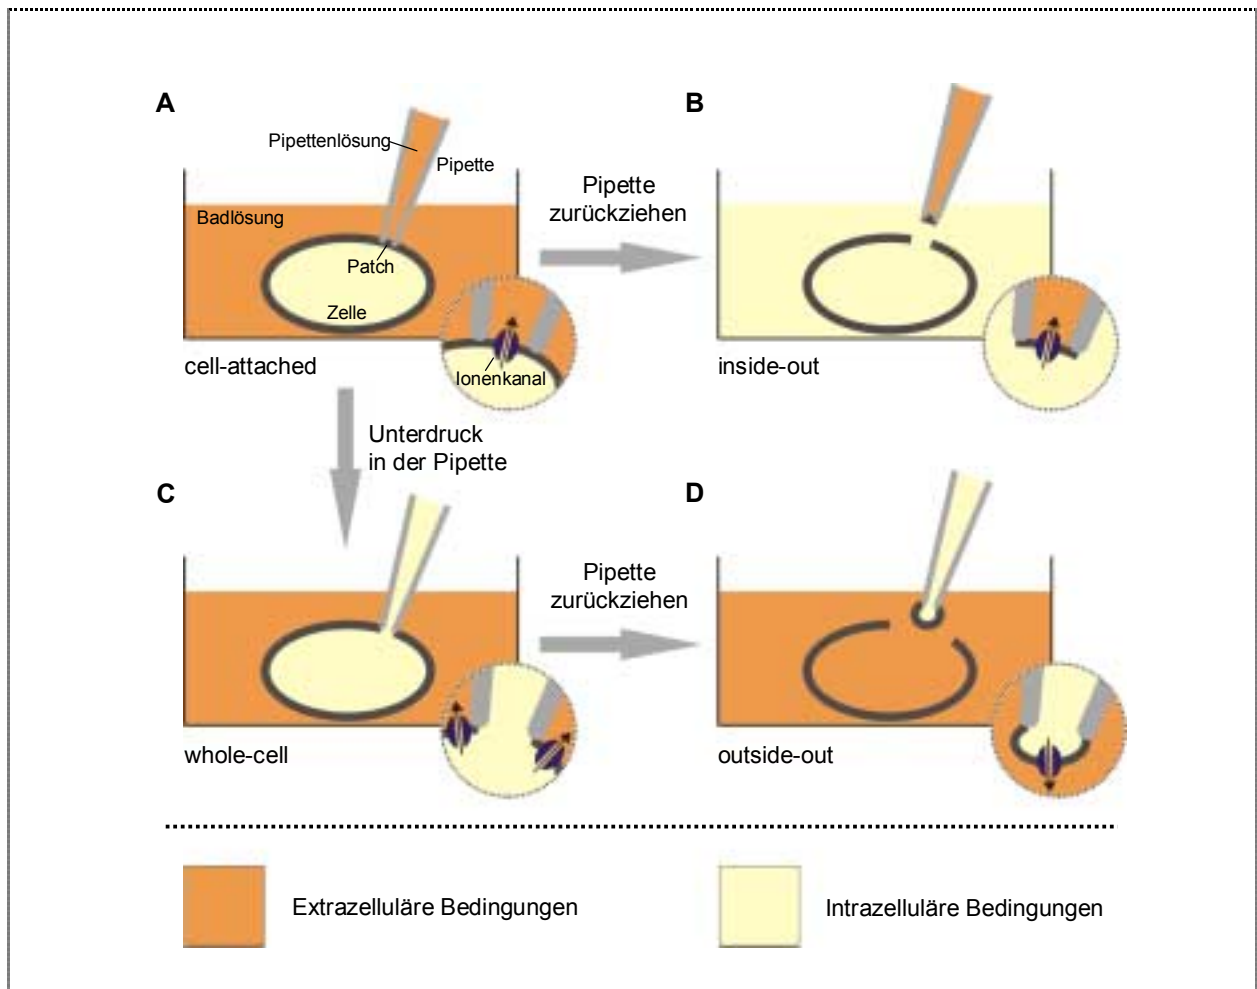 A
B
Pipettenlösung
Pipette
Badlösung
Patch
Zelle
Ionenkanal
Pipette
zurückziehen
cell-attached
inside-out
Unterdruck
in der Pipette
C
D
Pipette
zurückziehen
whole-cell
outside-out
Extrazelluläre Bedingungen
Intrazelluläre Bedingungen